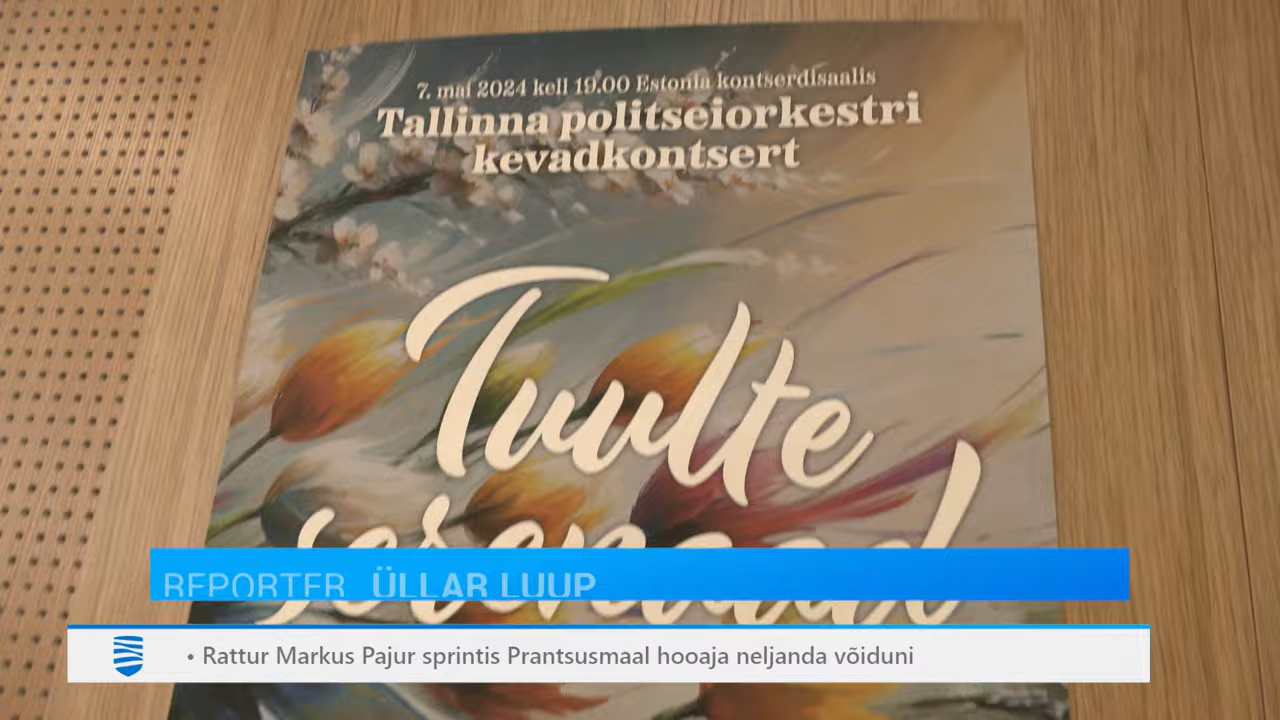 7. mai 2024 kell 19.00 Estonia kontserdisaalis
Tallinna politseiorkestri
kevadkontsert
Tuulte
serenaad
REPORTER ÜLLAR LUUP
• Rattur Markus Pajur sprintis Prantsusmaal hooaja neljanda võiduni